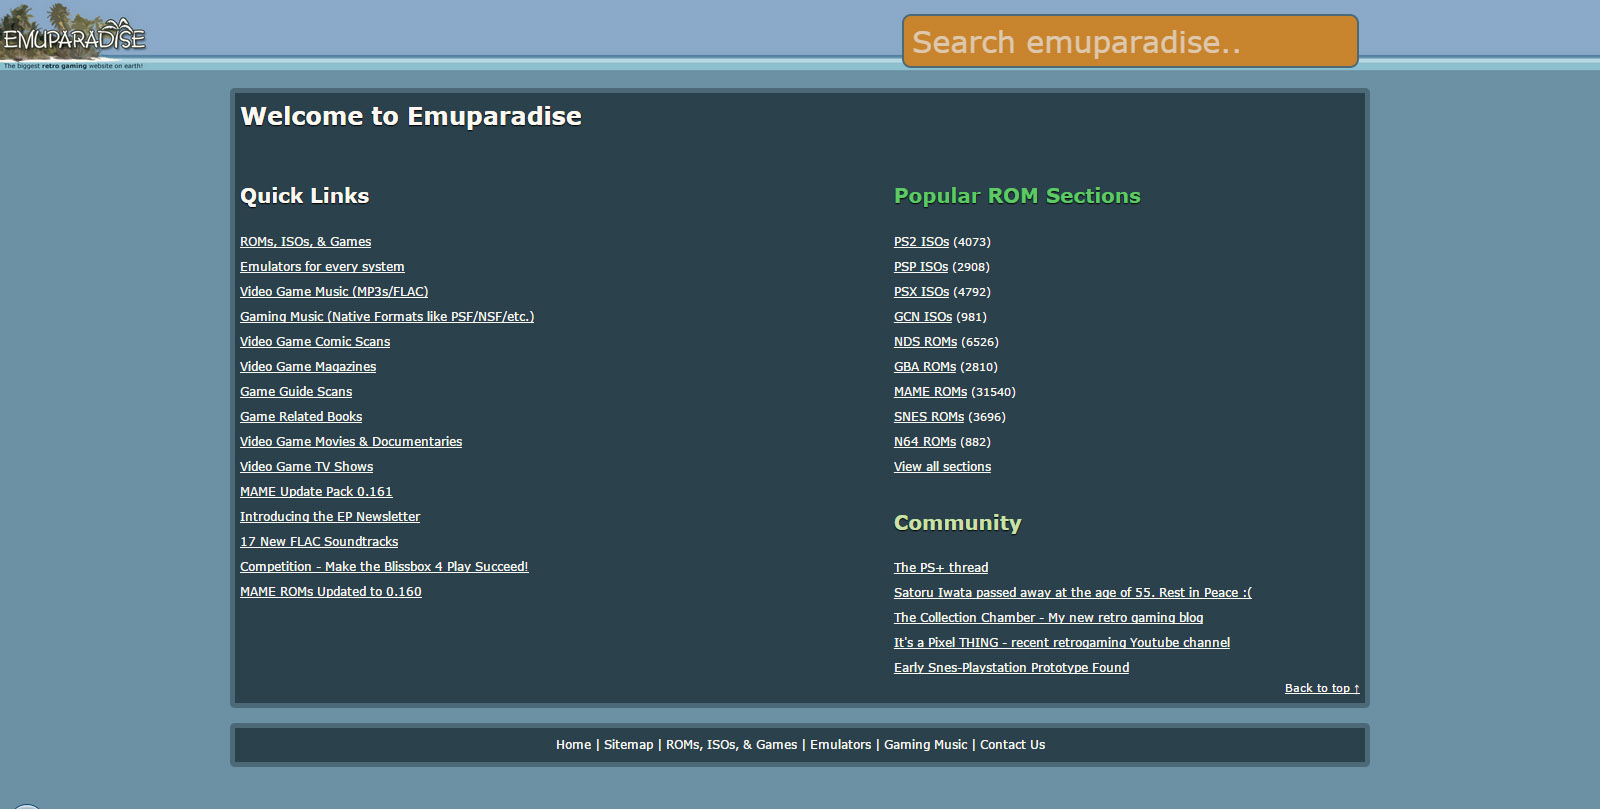 EMUPARADISE
The biggest retro gaming website on earth!
Search emuparadise..
Welcome to Emuparadise
Quick Links
ROMs, ISOs, & Games
Emulators for every system
Video Game Music (MP3s/FLAC)
Gaming Music (Native Formats like PSF/NSF/etc.)
Video Game Comic Scans
Video Game Magazines
Game Guide Scans
Game Related Books
Video Game Movies & Documentaries
Video Game TV Shows
MAME Update Pack 0.161
Introducing the EP Newsletter
17 New FLAC Soundtracks
Competition - Make the Blissbox 4 Play Succeed!
MAME ROMs Updated to 0.160
Popular ROM Sections
PS2 ISOs (4073)
PSP ISOs (2908)
PSX ISOs (4792)
GCN ISOs (981)
NDS ROMs (6526)
GBA ROMs (2810)
MAME ROMs (31540)
SNES ROMs (3696)
N64 ROMs (882)
View all sections
Community
The PS+ thread
Satoru Iwata passed away at the age of 55. Rest in Peace :(
The Collection Chamber - My new retro gaming blog
It's a Pixel THING - recent retrogaming Youtube channel
Early Snes-Playstation Prototype Found
Back to top ↑
Home | Sitemap | ROMs, ISOs, & Games | Emulators | Gaming Music | Contact Us